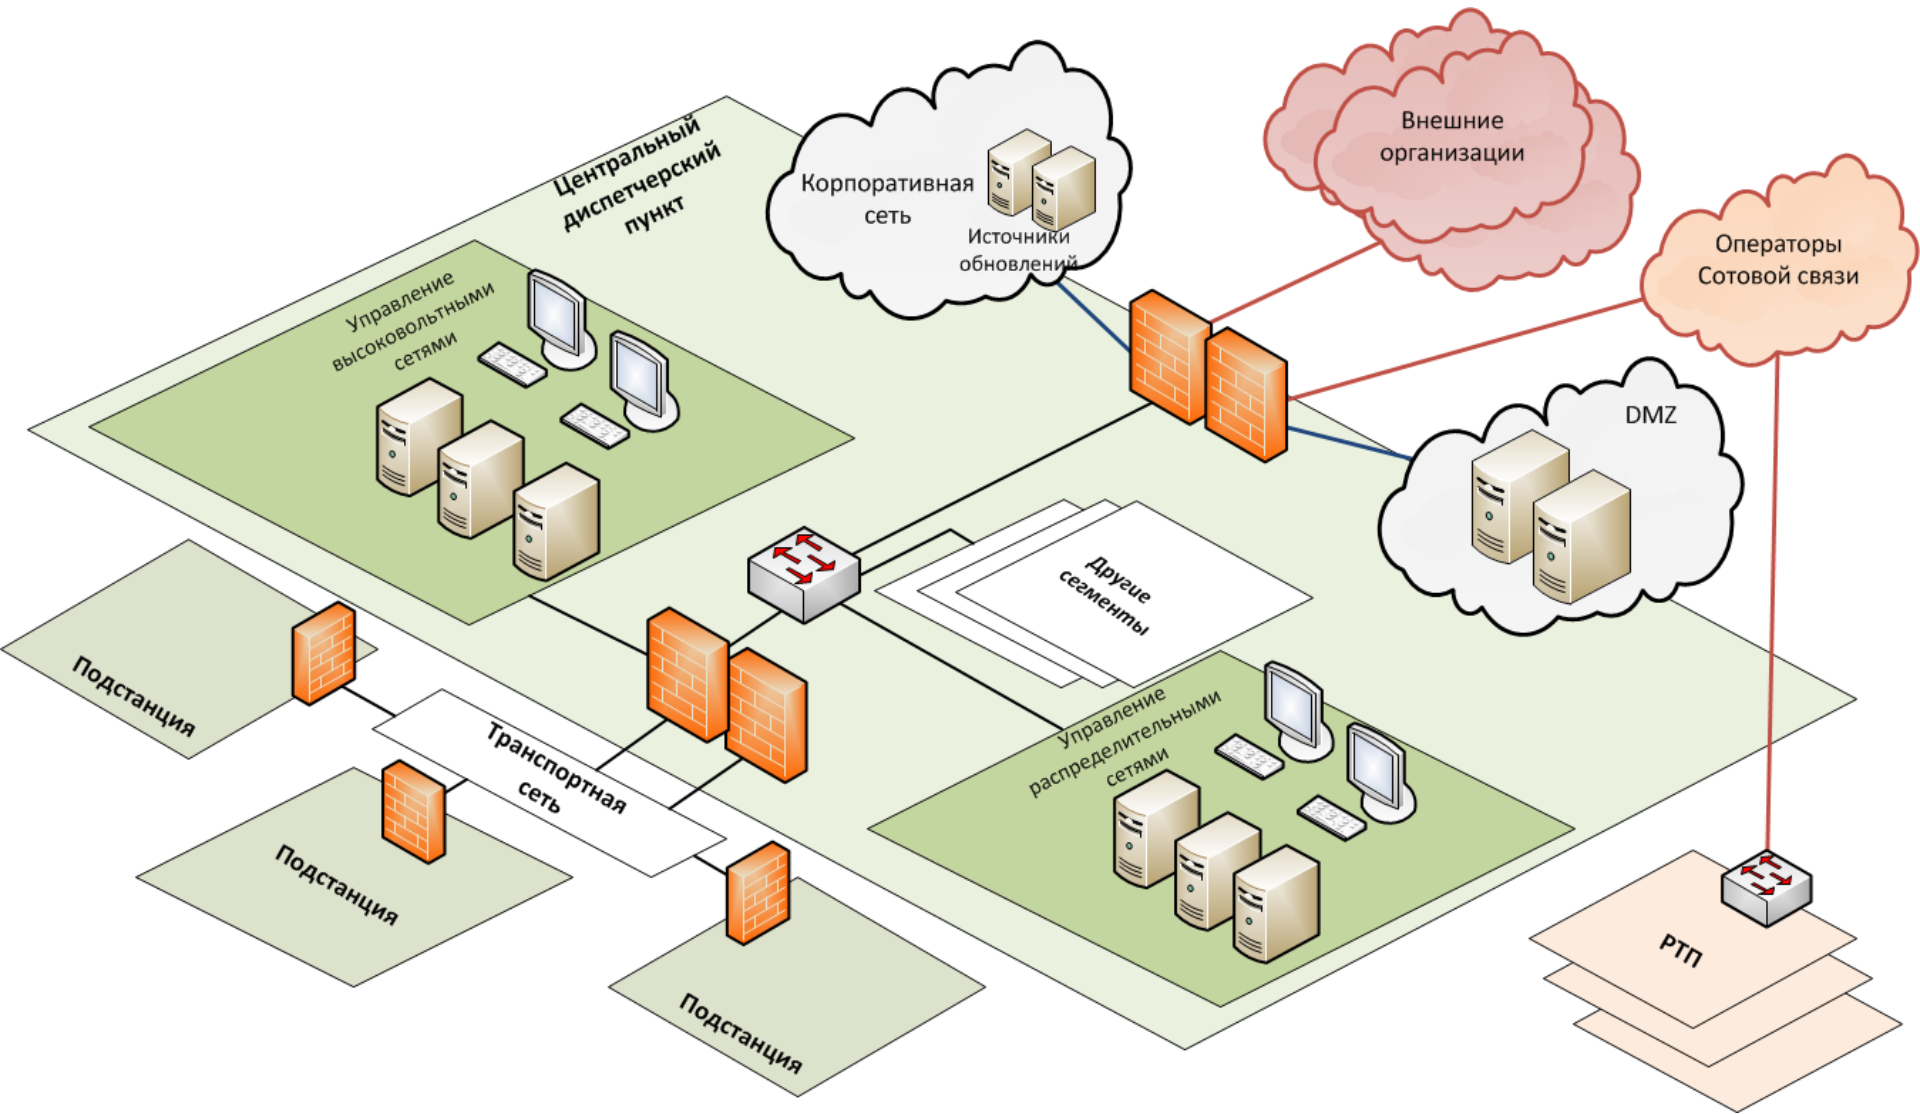 Центральный
диспетчерский
пункт
Корпоративная
сеть
Источники
обновлений
Внешние
организации
Операторы
Сотовой связи
DMZ
Управление
высоковольтными
сетями
Другие
сегменты
Подстанция
Транспортная
сеть
Подстанция
Подстанция
Управление
распределительными
сетями
РТП